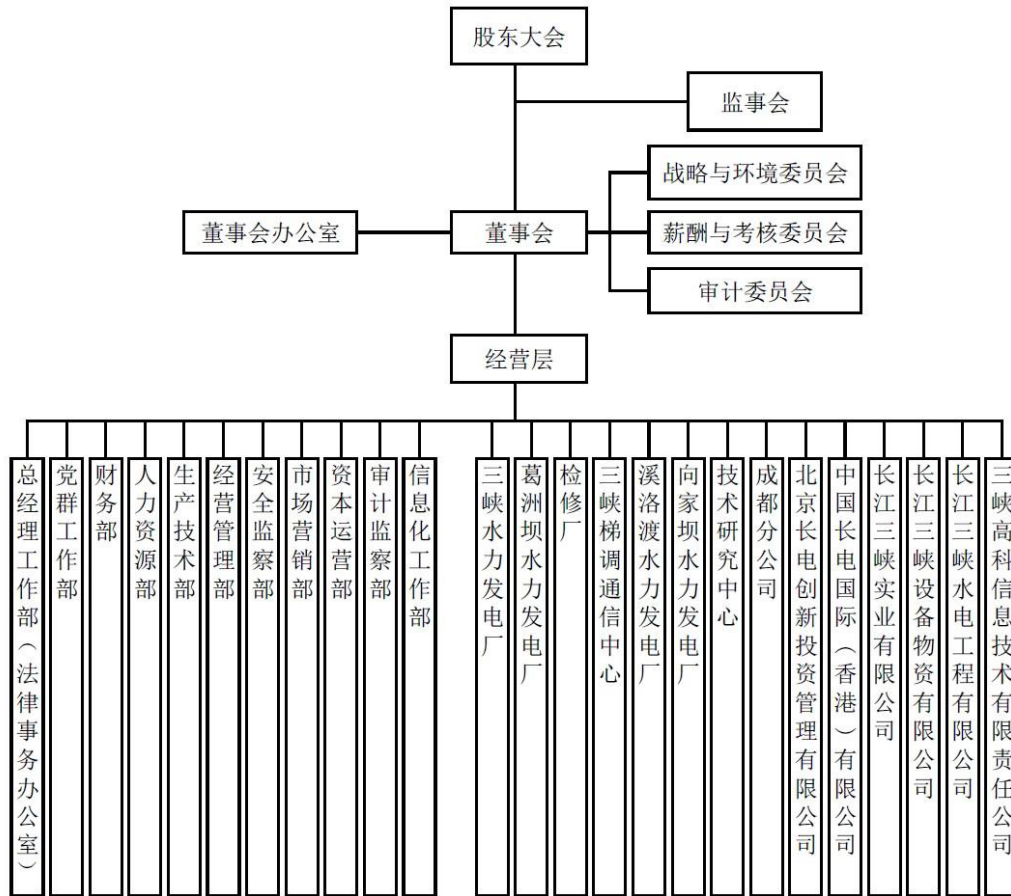 股东大会
监事会
战略与环境委员会
董事会办公室
董事会
薪酬与考核委员会
审计委员会
经营层
总经理工作部（法律事务办公室）
党群工作部
财务部
人力资源部
生产技术部
经营管理部
安全监察部
市场营销部
资本运营部
审计监察部
信息化工作部
三峡水力发电厂
葛洲坝水力发电厂
检修厂
三峡梯调通信中心
溪洛渡水力发电厂
向家坝水力发电厂
技术研究中心
成都分公司
北京长电创新投资管理有限公司
中国长电国际（香港）有限公司
长江三峡实业有限公司
长江三峡设备物资有限公司
长江三峡水电工程有限公司
三峡高科信息技术有限责任公司